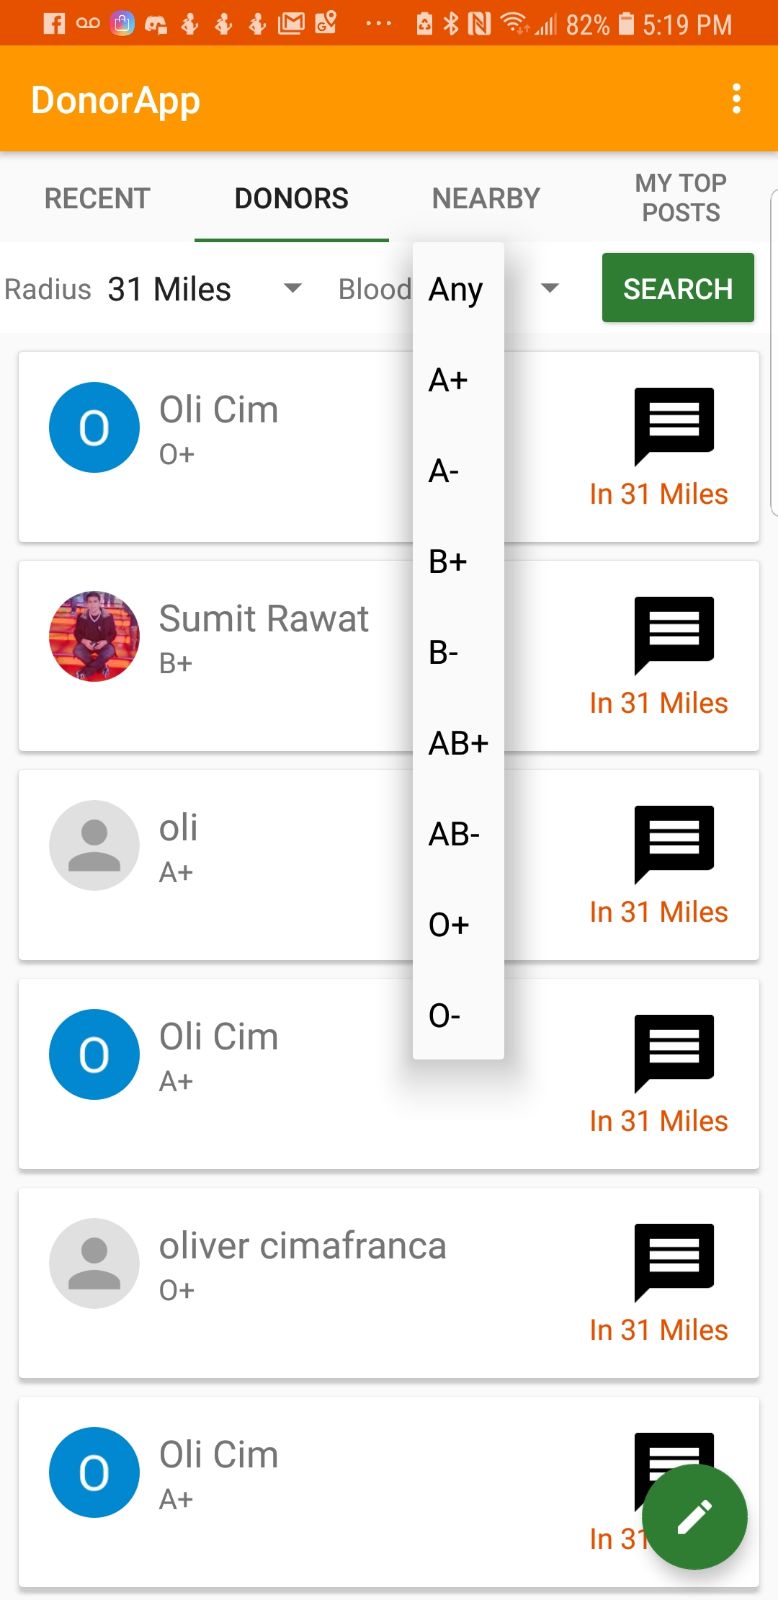 82% 5:19 PM
DonorApp
RECENT DONORS NEARBY MY TOP POSTS
Radius 31 Miles Blood SEARCH
Any
A+
A-
B+
B-
AB+
AB-
O+
O-
O
Oli Cim
O+
In 31 Miles
Sumit Rawat
B+
In 31 Miles
oli
A+
In 31 Miles
O
Oli Cim
A+
In 31 Miles
oliver cimafranca
O+
In 31 Miles
O
Oli Cim
A+
In 31